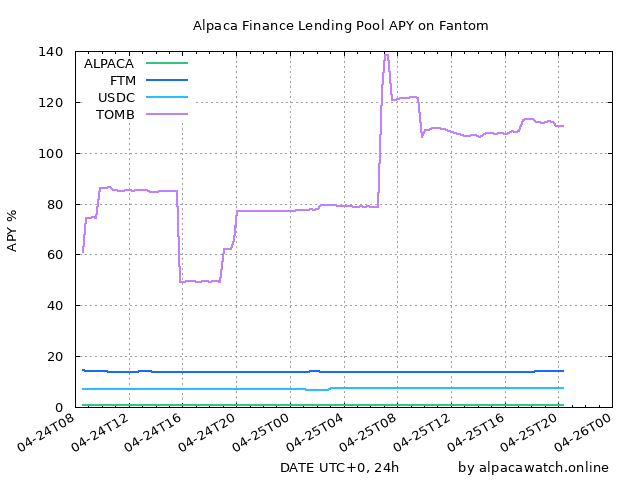 Alpaca Finance Lending Pool APY on Fantom
140
120
100
80
60
40
20
0
APY %
ALPACA
FTM
USDC
TOMB
04-24T08
04-24T12
04-24T16
04-24T20
04-25T00
04-25T04
04-25T08
04-25T12
04-25T16
04-25T20
04-26T00
DATE UTC+0, 24h
by alpacawatch.online